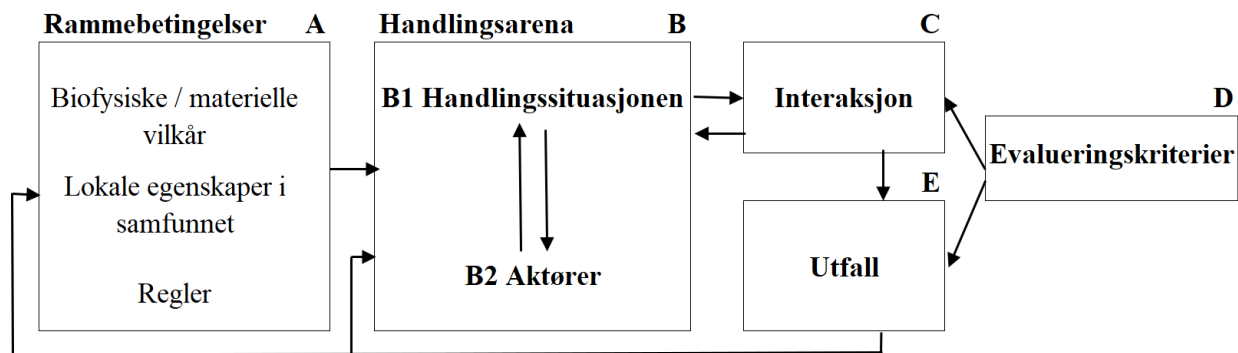 Rammebetingelser A
Biofysiske / materielle
vilkår
Lokale egenskaper i
samfunnet
Regler
Handlingsarena B
B1 Handlingssituasjonen
B2 Aktører
C
Interaksjon
D
Evalueringskriterier
E
Utfall